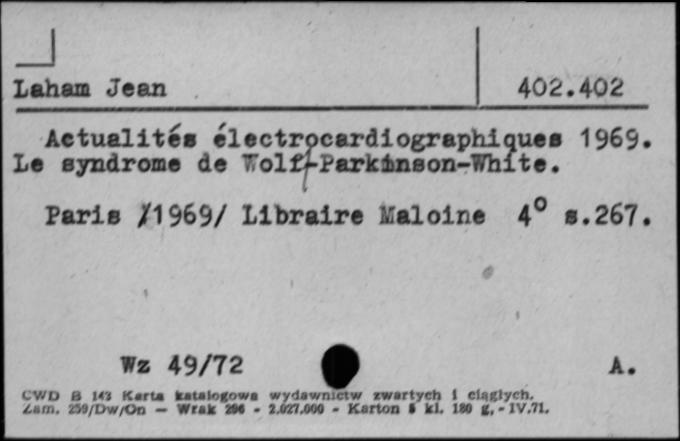 Laham Jean 402.402
Actualités électrocardiographiques 1969.
Le syndrome de Wolf-Parkinson-White.
Paris /1969/ Libraire Maloine 4° s.267.
Wz 49/72 A.
CWD B 143 Karta katalogowa wydawnictw zwartych i ciągłych.
Zam. 259/Dw/On — Wrak 296 - 2.027.000 - Karton 5 kl. 180 g. - IV.71.